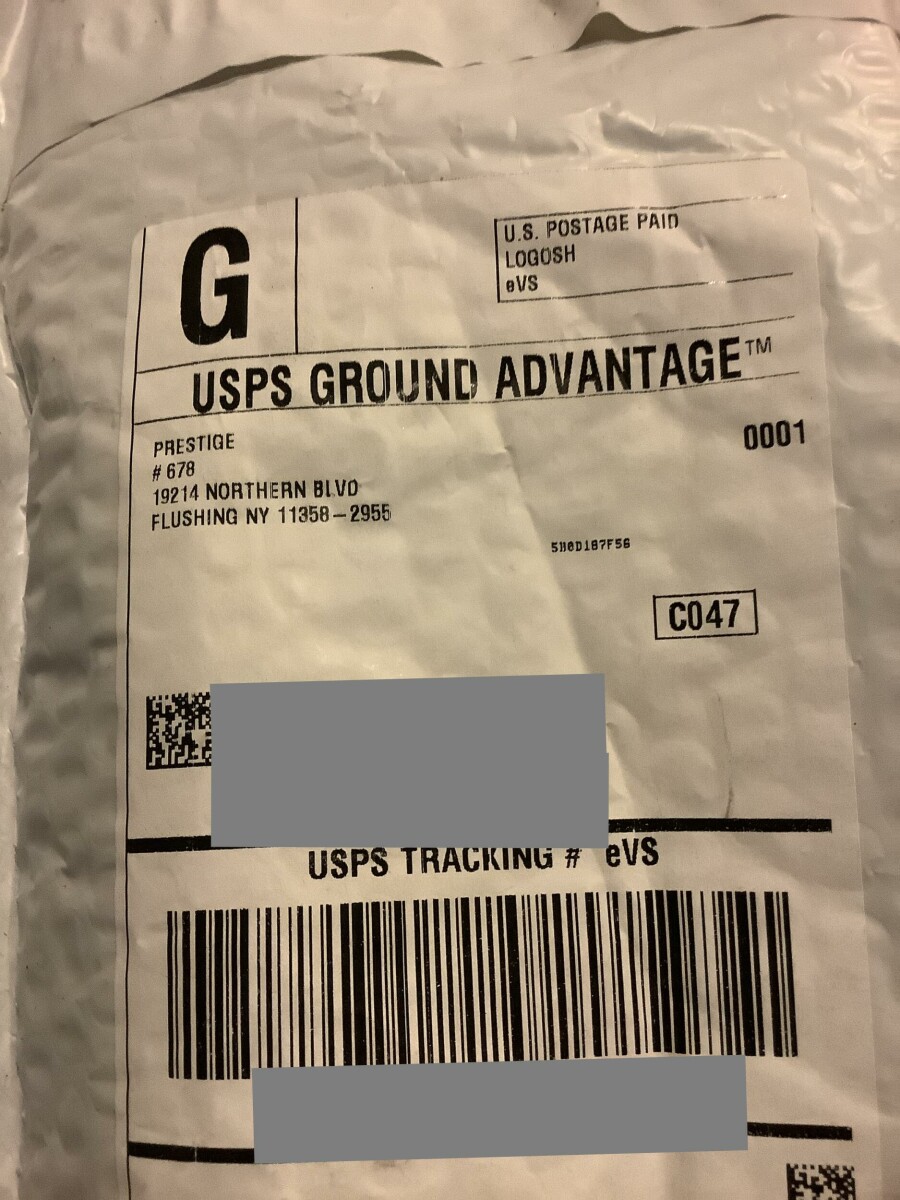 G
U.S. POSTAGE PAID
LOGOSH
eVS
USPS GROUND ADVANTAGE™
0001
PRESTIGE
# 678
19214 NORTHERN BLVD
FLUSHING NY 11358-2955
5H0D187F56
C047
USPS TRACKING # eVS